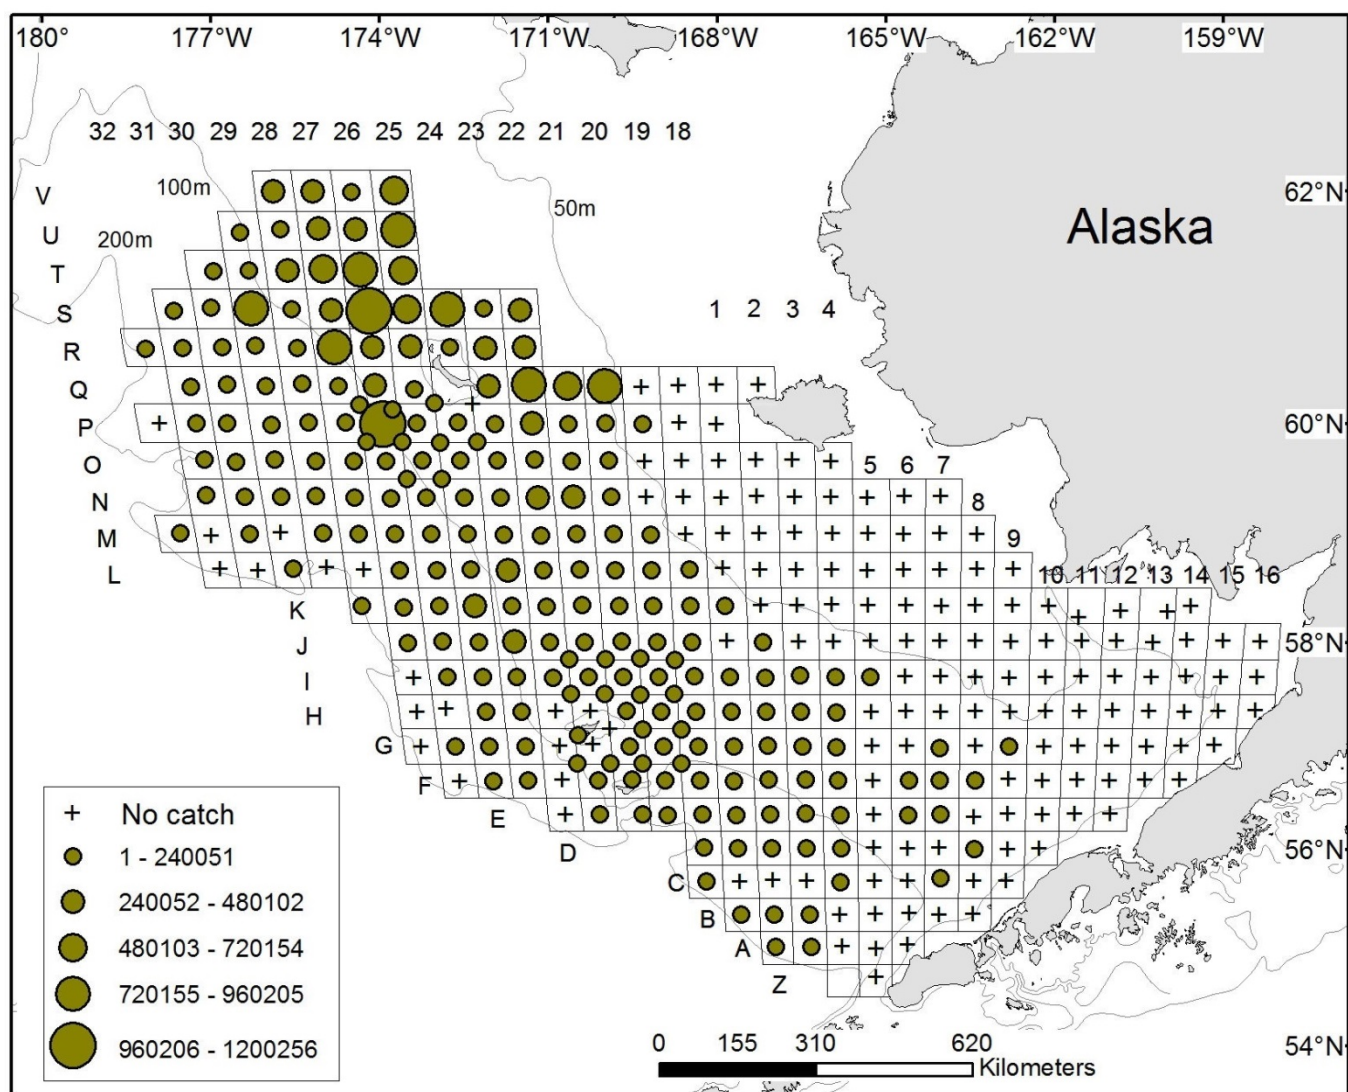 180° 177°W 174°W 171°W 168°W 165°W 162°W 159°W
32 31 30 29 28 27 26 25 24 23 22 21 20 19 18
V
100m
62°N
50m
U
200m
Alaska
T
S
1 2 3 4
R
Q
P
60°N
O
5 6 7
N
8
M
9
L
10 11 12 13 14 15 16
K
J
58°N
I
H
G
F
E
D
56°N
C
B
A
Z
54°N
+ No catch
1 - 240051
240052 - 480102
480103 - 720154
720155 - 960205
960206 - 1200256
0 155 310 620
Kilometers